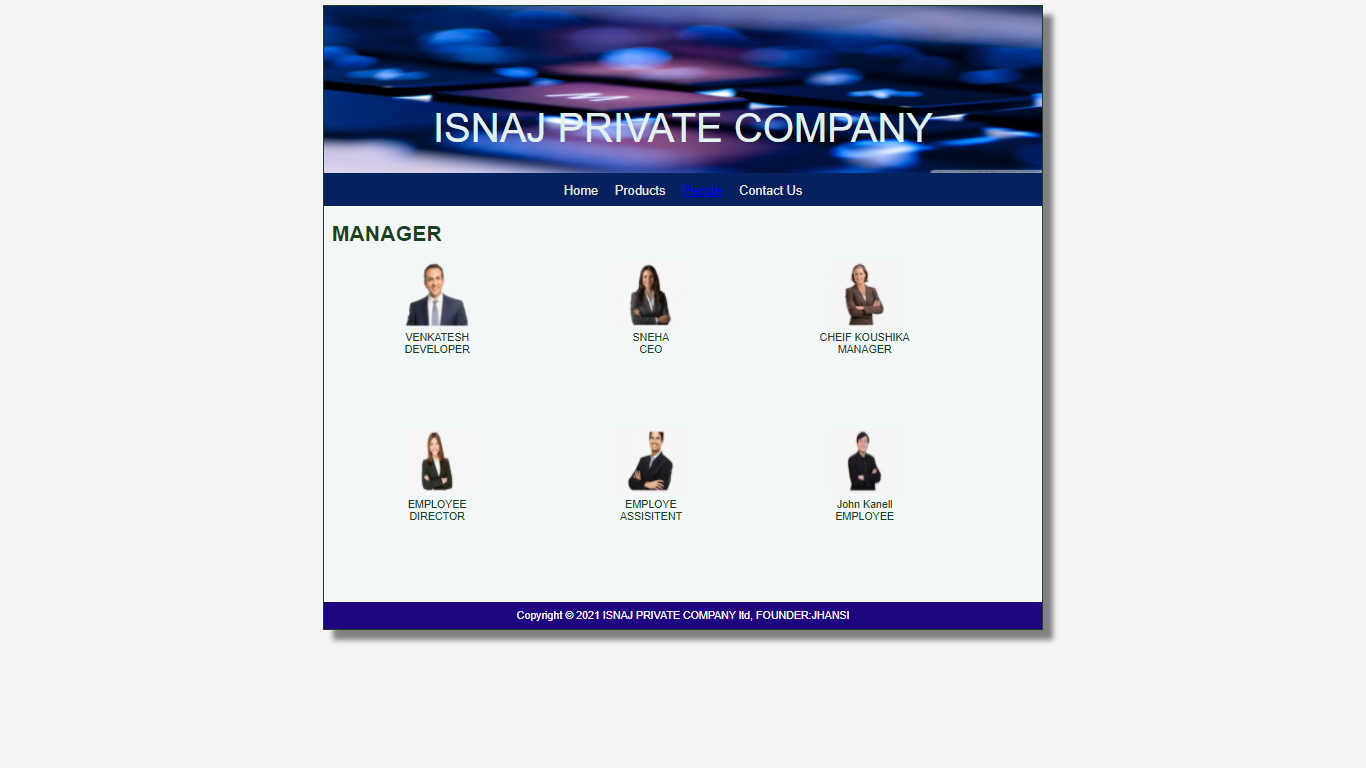 ISNAJ PRIVATE COMPANY
Home Products People Contact Us
MANAGER
VENKATESH
DEVELOPER
SNEHA
CEO
CHEIF KOUSHIKA
MANAGER
EMPLOYEE
DIRECTOR
EMPLOYE
ASSISITENT
John Kanell
EMPLOYEE
Copyright © 2021 ISNAJ PRIVATE COMPANY ltd, FOUNDER:JHANSI